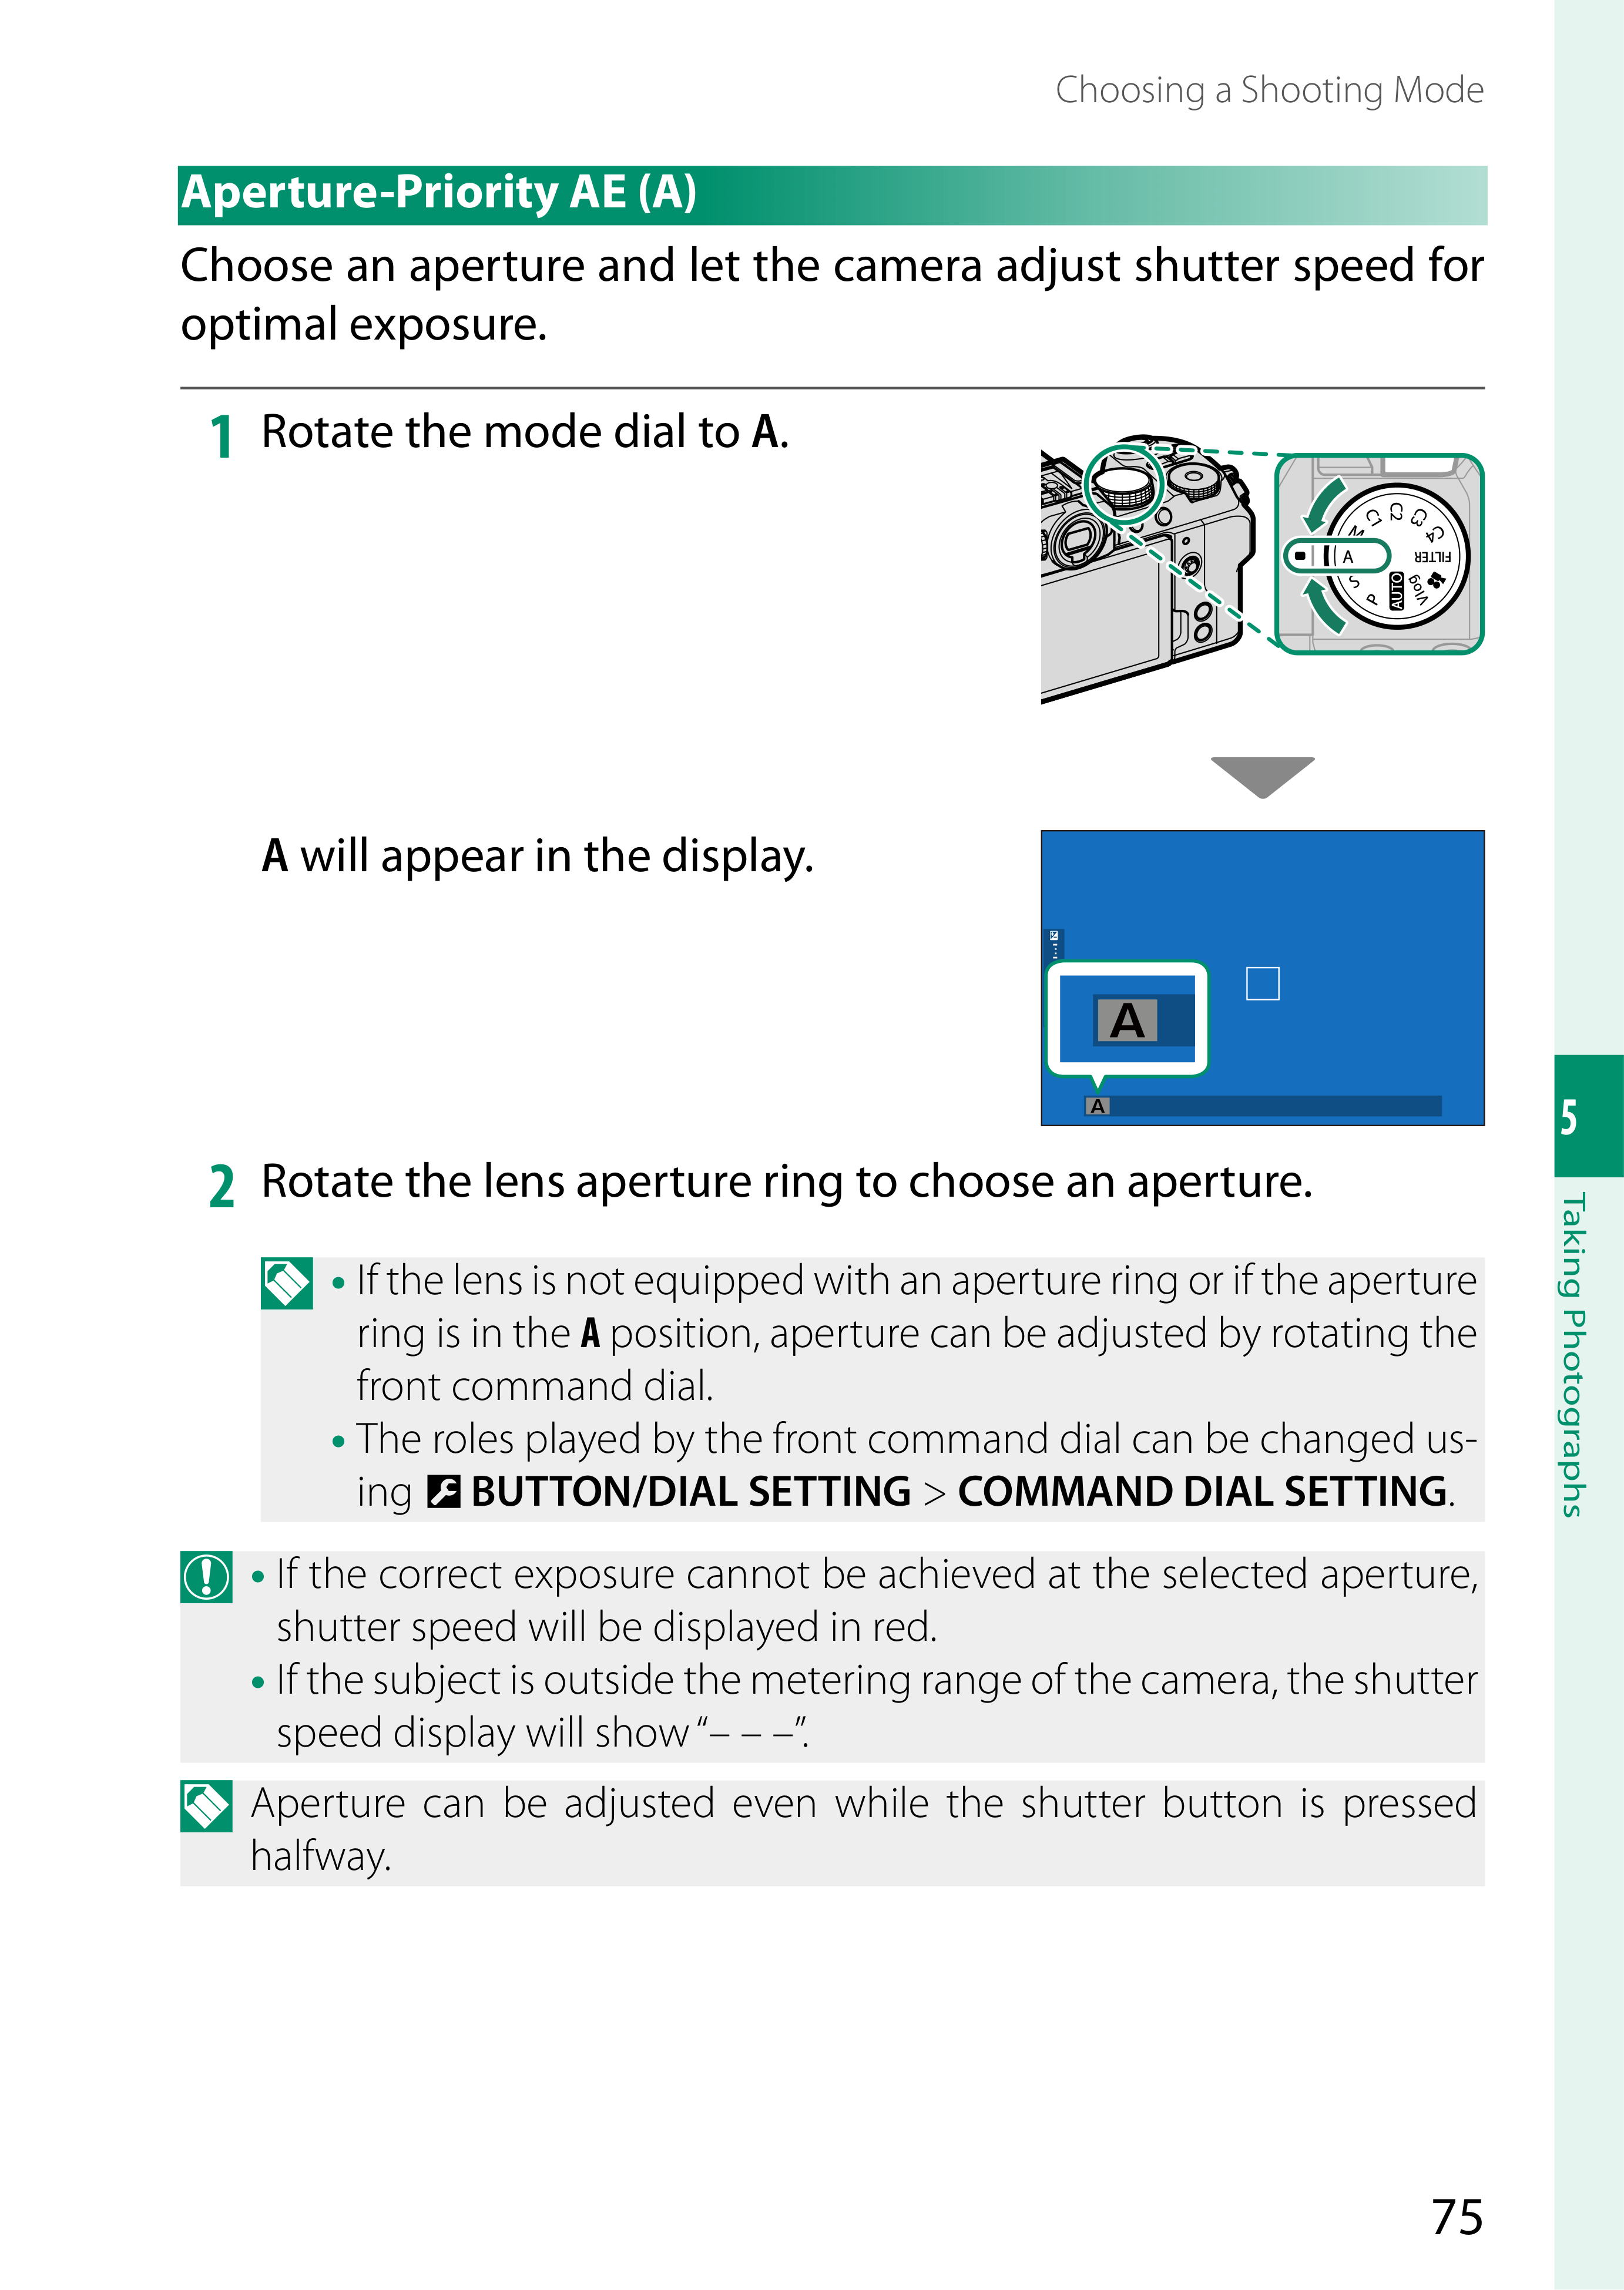 Choosing a Shooting Mode
Aperture-Priority AE (A)
Choose an aperture and let the camera adjust shutter speed for
optimal exposure.
1 Rotate the mode dial to A.
C1 C2 C3 C4
M
A
FILTER
S
P
AUTO
Vlog
A will appear in the display.
A
A
2 Rotate the lens aperture ring to choose an aperture.
• If the lens is not equipped with an aperture ring or if the aperture
ring is in the A position, aperture can be adjusted by rotating the
front command dial.
• The roles played by the front command dial can be changed us-
ing BUTTON/DIAL SETTING > COMMAND DIAL SETTING.
• If the correct exposure cannot be achieved at the selected aperture,
shutter speed will be displayed in red.
• If the subject is outside the metering range of the camera, the shutter
speed display will show “– – –”.
Aperture can be adjusted even while the shutter button is pressed
halfway.
5
Taking Photographs
75